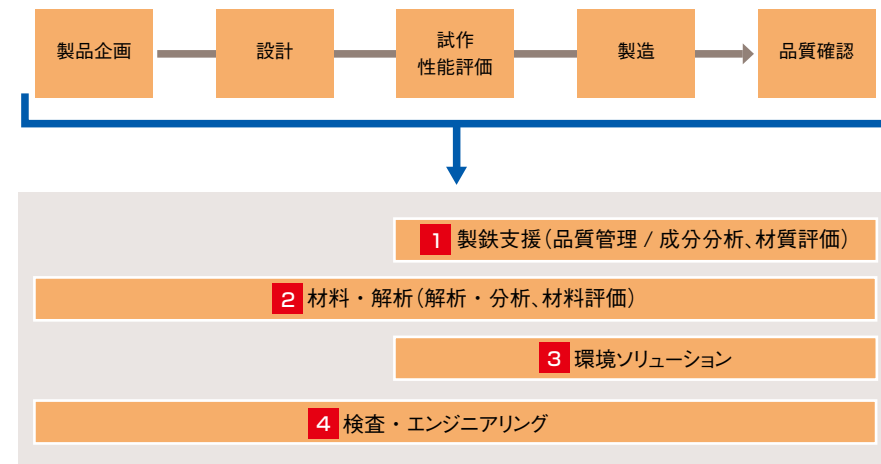 製品企画
設計
試作
性能評価
製造
品質確認
1 製鉄支援(品質管理 / 成分分析、材質評価)
2 材料・解析(解析・分析、材料評価)
3 環境ソリューション
4 検査・エンジニアリング